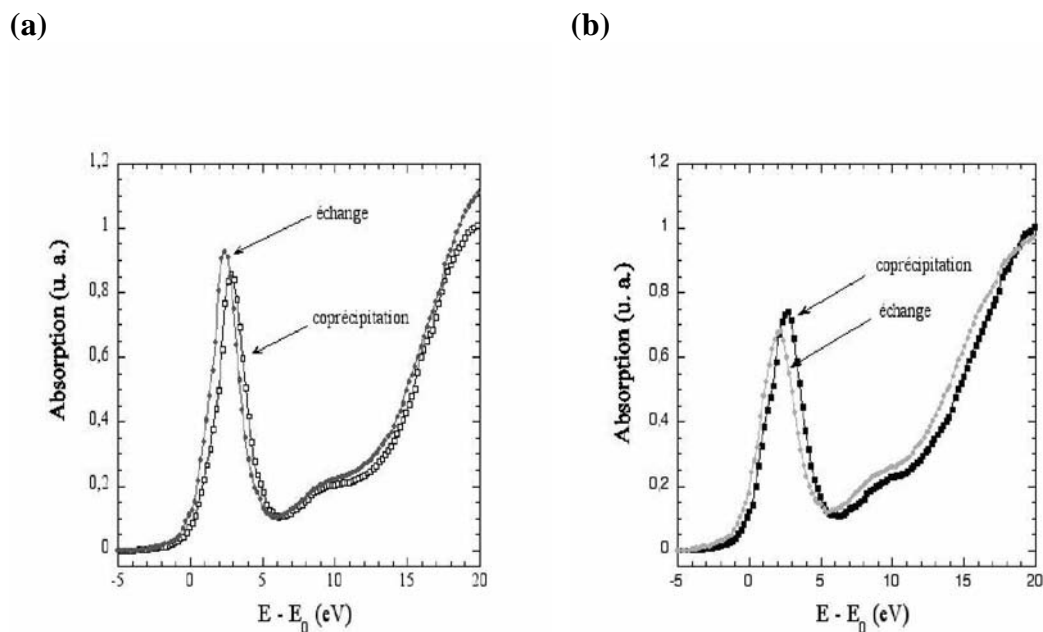 (a)
1,2
1
0,8
0,6
0,4
0,2
0
Absorption (u. a.)
échange
coprécipitation
-5 0 5 10 15 20
E - E0 (eV)
(b)
1,2
1
0,8
0,6
0,4
0,2
0
Absorption (u. a.)
coprécipitation
échange
-5 0 5 10 15 20
E - E0 (eV)